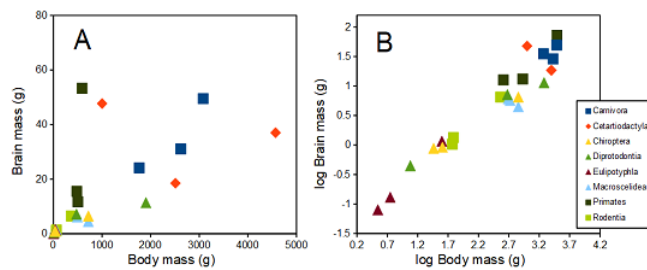 A
Brain mass (g)
80
60
40
20
0
0 1000 2000 3000 4000 5000
Body mass (g)
B
log Brain mass (g)
2
1.5
1
0.5
0
-0.5
-1
-1.5
0.2 0.7 1.2 1.7 2.2 2.7 3.2 3.7 4.2
log Body mass (g)
Carnivora
Cetartiodactyla
Chiroptera
Diprotodontia
Eulipotyphla
Macroscelidea
Primates
Rodentia